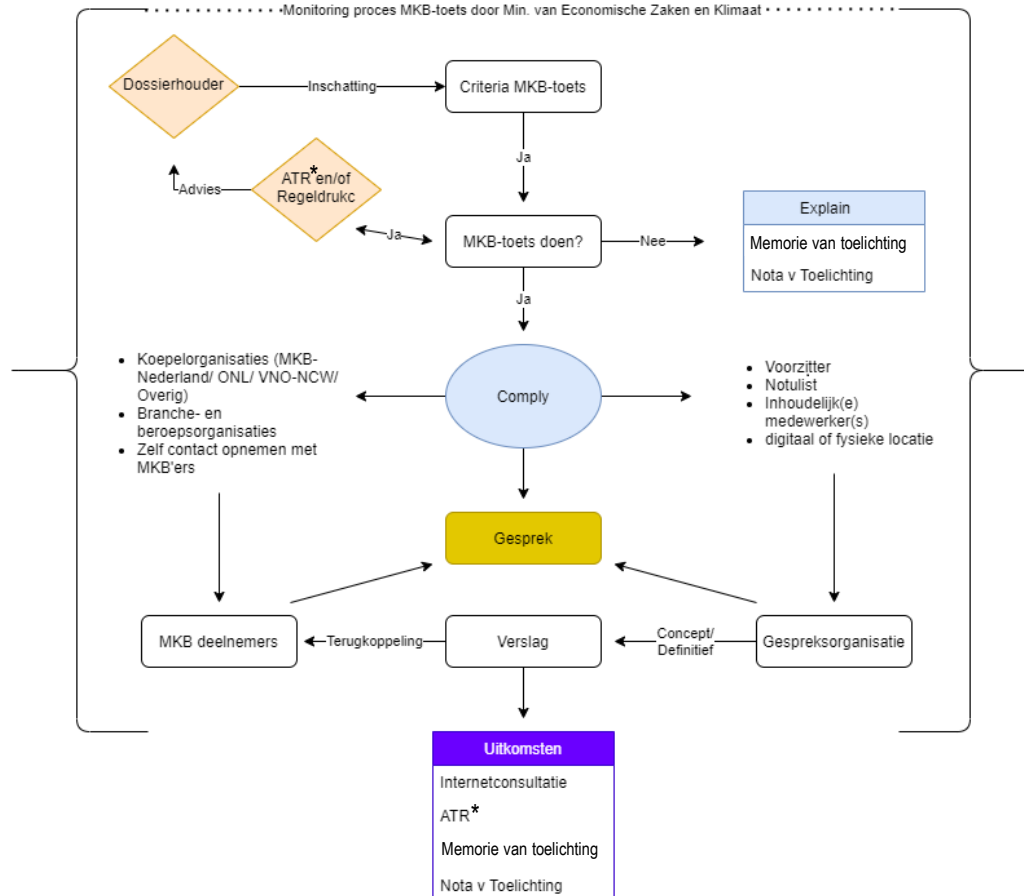 Monitoring proces MKB-toets door Min. van Economische Zaken en Klimaat
Dossierhouder
Inschatting
Criteria MKB-toets
Ja
ATR* en/of
Regeldrukc
Advies
Ja
MKB-toets doen?
Nee
Explain
Memorie van toelichting
Nota v Toelichting
Ja
• Koepelorganisaties (MKB-
Nederland/ ONL/ VNO-NCW/
Overig)
• Branche- en
beroepsorganisaties
• Zelf contact opnemen met
MKB'ers
Comply
• Voorzitter
• Notulist
• Inhoudelijk(e)
medewerker(s)
• digitaal of fysieke locatie
Gesprek
MKB deelnemers
Terugkoppeling
Verslag
Concept/
Definitief
Gespreksorganisatie
Uitkomsten
Internetconsultatie
ATR*
Memorie van toelichting
Nota v Toelichting